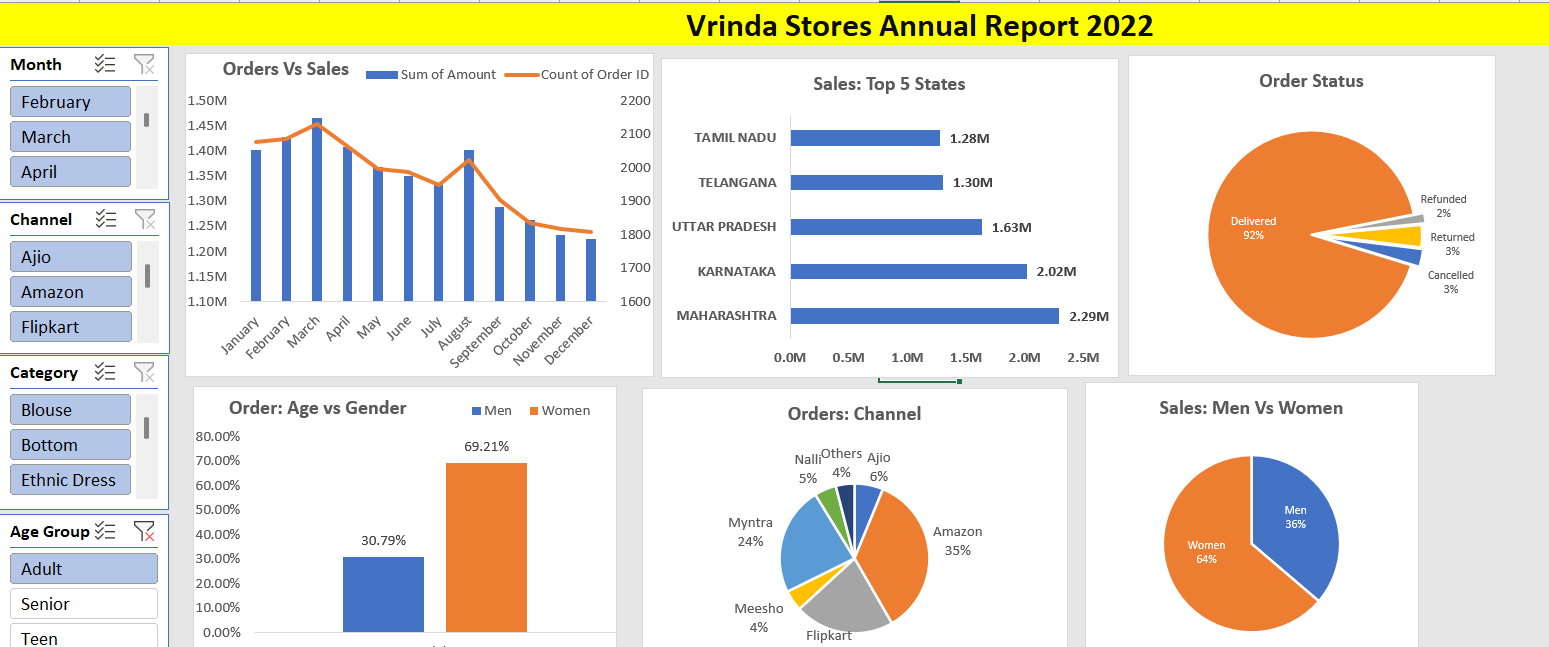 Vrinda Stores Annual Report 2022
Month
February
March
April
Channel
Ajio
Amazon
Flipkart
Category
Blouse
Bottom
Ethnic Dress
Age Group
Adult
Senior
Teen
Orders Vs Sales
Sum of Amount
Count of Order ID
1.50M
1.45M
1.40M
1.35M
1.30M
1.25M
1.20M
1.15M
1.10M
2200
2100
2000
1900
1800
1700
1600
January
February
March
April
May
June
July
August
September
October
November
December
Sales: Top 5 States
TAMIL NADU 1.28M
TELANGANA 1.30M
UTTAR PRADESH 1.63M
KARNATAKA 2.02M
MAHARASHTRA 2.29M
0.0M 0.5M 1.0M 1.5M 2.0M 2.5M
Order Status
Delivered
92%
Refunded
2%
Returned
3%
Cancelled
3%
Order: Age vs Gender
Men
Women
80.00%
70.00%
60.00%
50.00%
40.00%
30.00%
20.00%
10.00%
0.00%
30.79%
69.21%
Orders: Channel
Nalli
5%
Others
4%
Ajio
6%
Amazon
35%
Myntra
24%
Meesho
4%
Flipkart
Sales: Men Vs Women
Men
36%
Women
64%